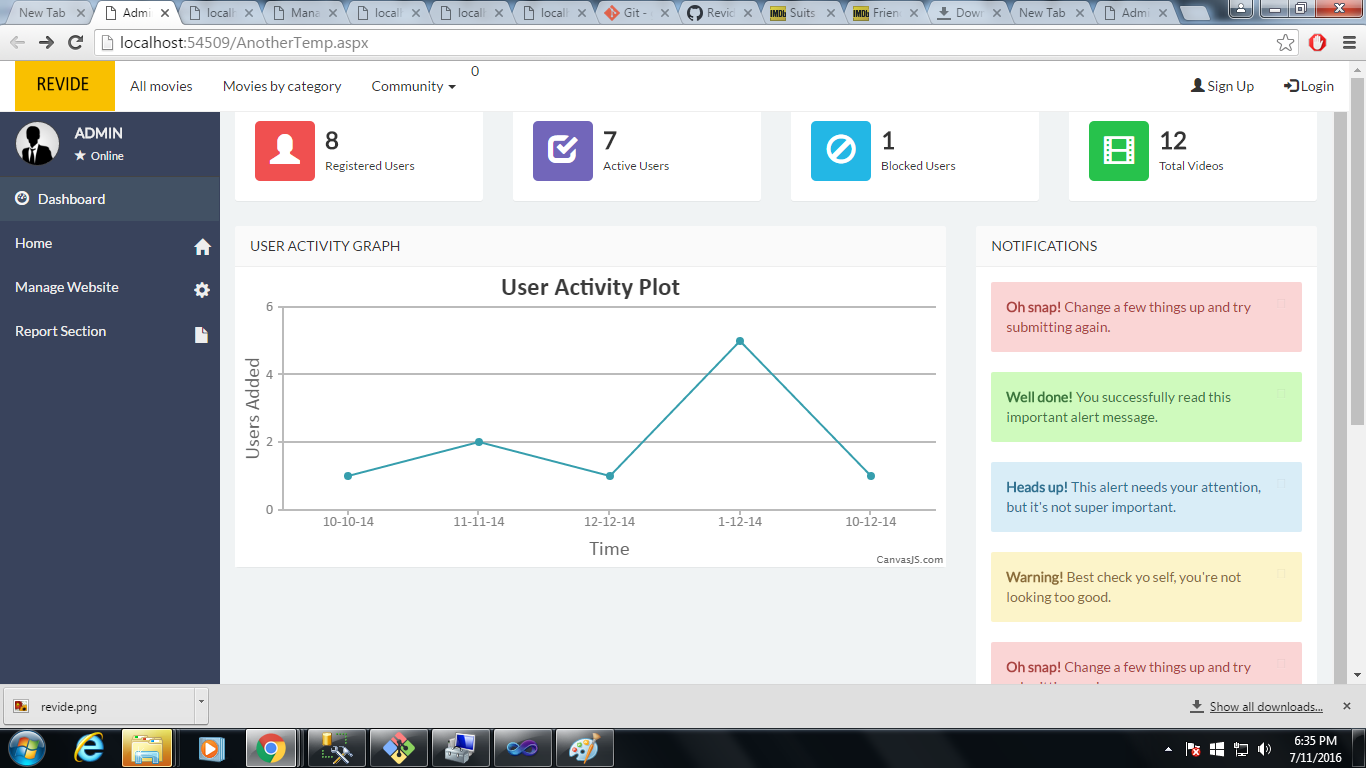 New Tab
Admi
localh
Mana
localh
localh
localh
Git -
Revid
IMDb Suits
IMDb Frien
Down
New Tab
Admi
localhost:54509/AnotherTemp.aspx
REVIDE
All movies
Movies by category
Community
0
Sign Up
Login
ADMIN
Online
Dashboard
Home
Manage Website
Report Section
8
Registered Users
7
Active Users
1
Blocked Users
12
Total Videos
USER ACTIVITY GRAPH
User Activity Plot
Users Added
6
4
2
0
10-10-14
11-11-14
12-12-14
1-12-14
10-12-14
Time
CanvasJS.com
NOTIFICATIONS
Oh snap! Change a few things up and try
submitting again.
Well done! You successfully read this
important alert message.
Heads up! This alert needs your attention,
but it's not super important.
Warning! Best check yo self, you're not
looking too good.
Oh snap! Change a few things up and try
revide.png
Show all downloads...
6:35 PM
7/11/2016